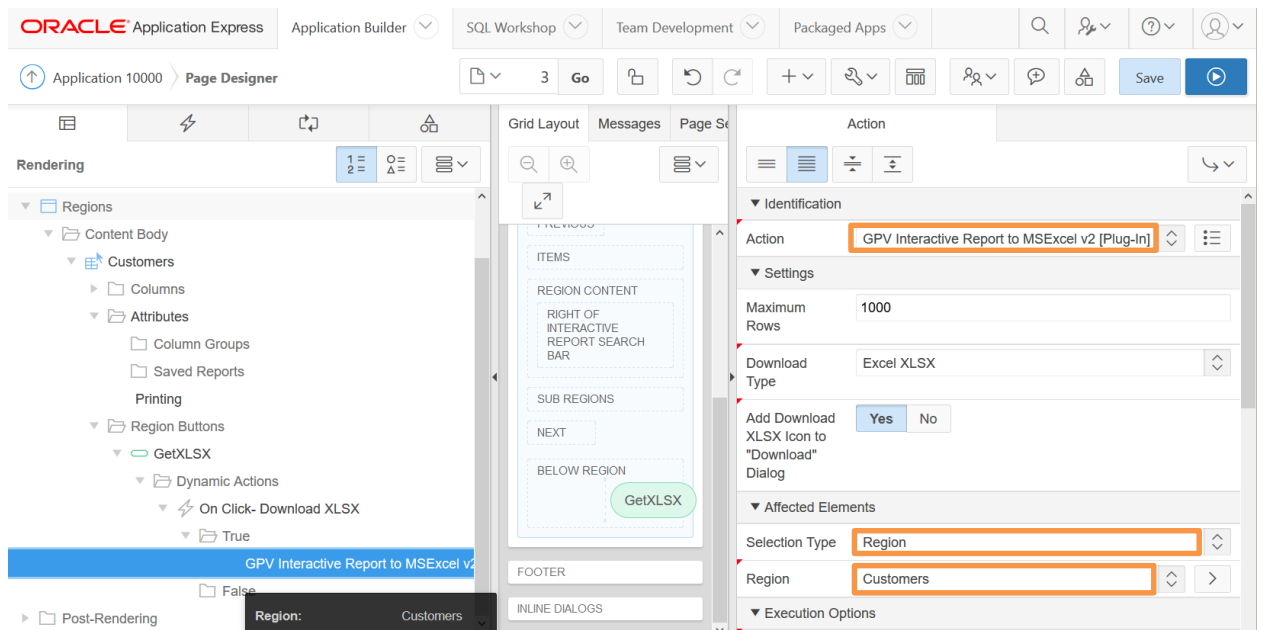 ORACLE Application Express
Application Builder
SQL Workshop
Team Development
Packaged Apps
Application 10000
Page Designer
3
Go
Save
Rendering
1
2
Regions
Content Body
Customers
Columns
Attributes
Column Groups
Saved Reports
Printing
Region Buttons
GetXLSX
Dynamic Actions
On Click- Download XLSX
True
GPV Interactive Report to MSExcel v2
False
Post-Rendering
Region: Customers
Grid Layout
Messages
Page Se
PREVIOUS
ITEMS
REGION CONTENT
RIGHT OF
INTERACTIVE
REPORT SEARCH
BAR
SUB REGIONS
NEXT
BELOW REGION
GetXLSX
FOOTER
INLINE DIALOGS
Action
Identification
Action
GPV Interactive Report to MSExcel v2 [Plug-In]
Settings
Maximum
Rows
1000
Download
Type
Excel XLSX
Add Download
XLSX Icon to
"Download"
Dialog
Yes
No
Affected Elements
Selection Type
Region
Region
Customers
Execution Options